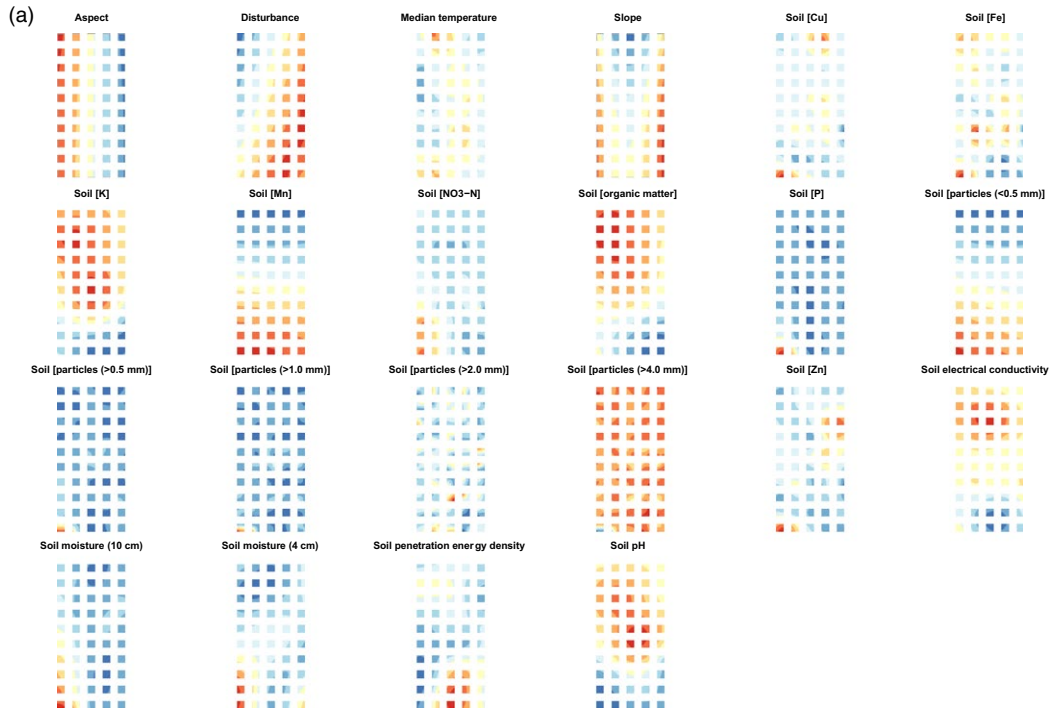 (a)
Aspect
Disturbance
Median temperature
Slope
Soil [Cu]
Soil [Fe]
Soil [K]
Soil [Mn]
Soil [NO3−N]
Soil [organic matter]
Soil [P]
Soil [particles (<0.5 mm)]
Soil [particles (>0.5 mm)]
Soil [particles (>1.0 mm)]
Soil [particles (>2.0 mm)]
Soil [particles (>4.0 mm)]
Soil [Zn]
Soil electrical conductivity
Soil moisture (10 cm)
Soil moisture (4 cm)
Soil penetration energy density
Soil pH